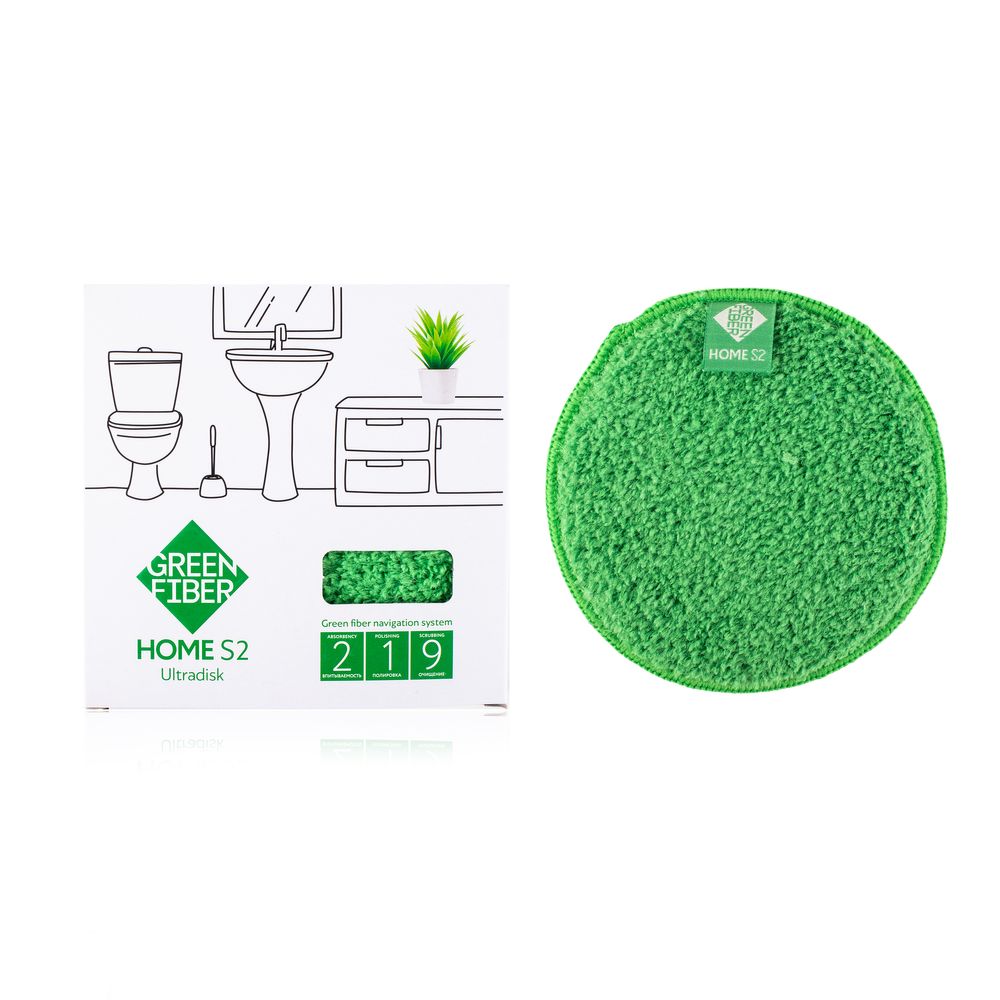 GREEN
FIBER
HOME S2
Ultradisk
Green fiber navigation system
ABSORBENCY
2
ВПИТЫВАЕМОСТЬ
POLISHING
1
ПОЛИРОВКА
SCRUBBING
9
ОЧИЩЕНИЕ
GREEN
FIBER
HOME S2